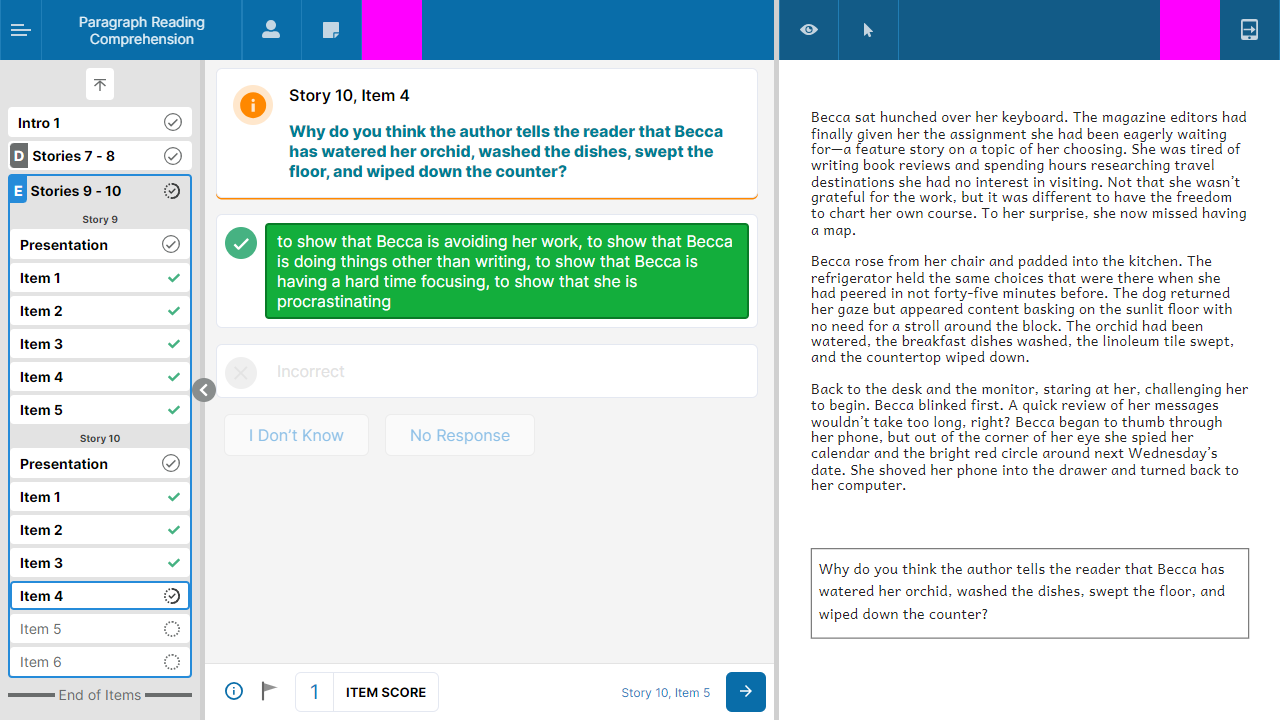 Paragraph Reading
Comprehension
Intro 1
D Stories 7 - 8
E Stories 9 - 10
Story 9
Presentation
Item 1
Item 2
Item 3
Item 4
Item 5
Story 10
Presentation
Item 1
Item 2
Item 3
Item 4
Item 5
Item 6
End of Items
Story 10, Item 4
Why do you think the author tells the reader that Becca
has watered her orchid, washed the dishes, swept the
floor, and wiped down the counter?
to show that Becca is avoiding her work, to show that Becca
is doing things other than writing, to show that Becca is
having a hard time focusing, to show that she is
procrastinating
Incorrect
I Don't Know
No Response
1 ITEM SCORE
Story 10, Item 5
Becca sat hunched over her keyboard. The magazine editors had
finally given her the assignment she had been eagerly waiting
for—a feature story on a topic of her choosing. She was tired of
writing book reviews and spending hours researching travel
destinations she had no interest in visiting. Not that she wasn't
grateful for the work, but it was different to have the freedom
to chart her own course. To her surprise, she now missed having
a map.
Becca rose from her chair and padded into the kitchen. The
refrigerator held the same choices that were there when she
had peered in not forty-five minutes before. The dog returned
her gaze but appeared content basking on the sunlit floor with
no need for a stroll around the block. The orchid had been
watered, the breakfast dishes washed, the linoleum tile swept,
and the countertop wiped down.
Back to the desk and the monitor, staring at her, challenging her
to begin. Becca blinked first. A quick review of her messages
wouldn't take too long, right? Becca began to thumb through
her phone, but out of the corner of her eye she spied her
calendar and the bright red circle around next Wednesday's
date. She shoved her phone into the drawer and turned back to
her computer.
Why do you think the author tells the reader that Becca has
watered her orchid, washed the dishes, swept the floor, and
wiped down the counter?